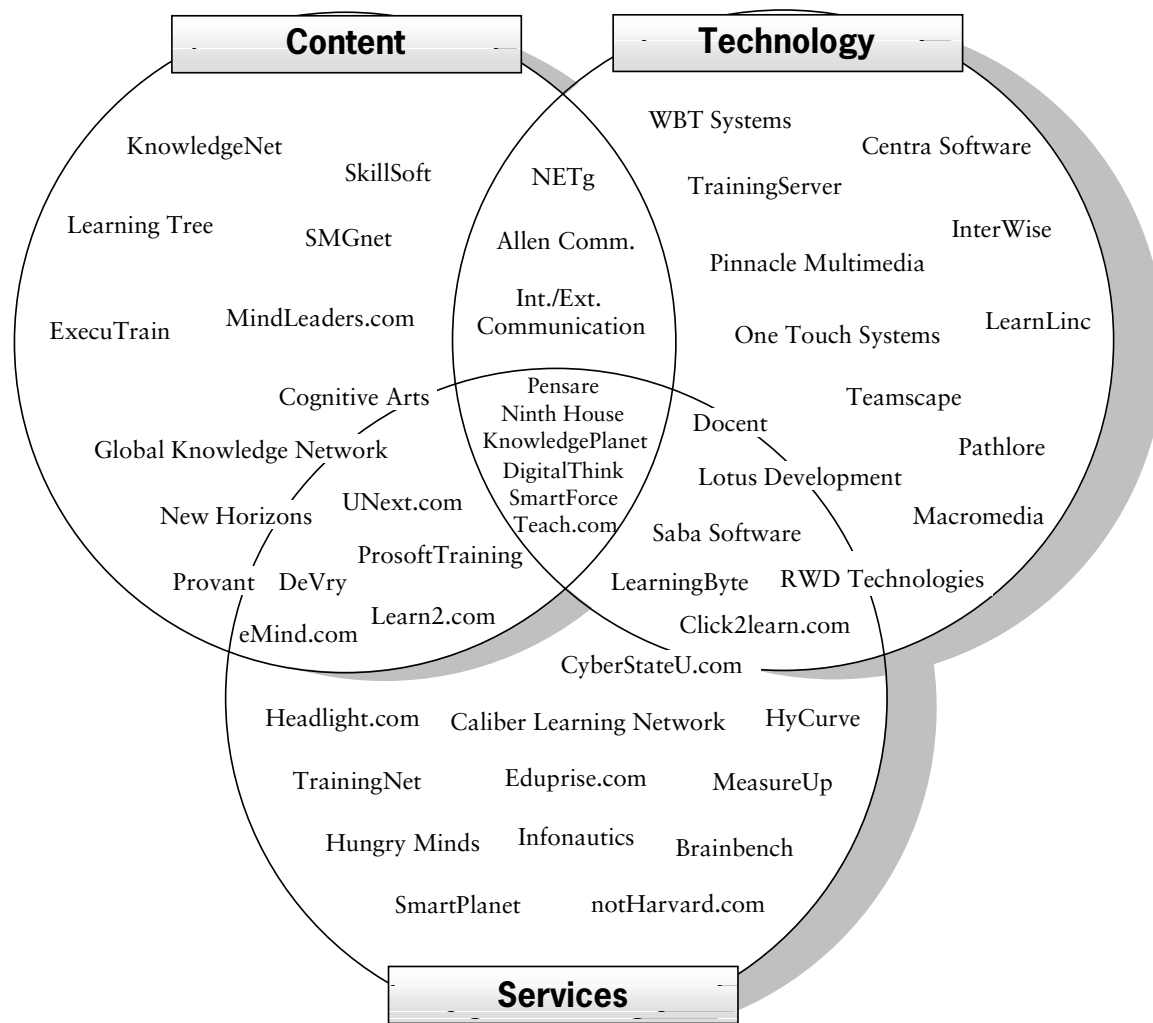 Content
Technology
WBT Systems
KnowledgeNet
Centra Software
SkillSoft
NETg
TrainingServer
Learning Tree
SMGnet
Allen Comm.
InterWise
Pinnacle Multimedia
Int./Ext.
Communication
ExecuTrain
MindLeaders.com
One Touch Systems
LearnLinc
Cognitive Arts
Pensare
Ninth House
KnowledgePlanet
DigitalThink
SmartForce
Teach.com
Teamscape
Docent
Global Knowledge Network
Pathlore
Lotus Development
UNext.com
New Horizons
Macromedia
Saba Software
ProsoftTraining
Provant
DeVry
LearningByte
RWD Technologies
Learn2.com
eMind.com
Click2learn.com
CyberStateU.com
Headlight.com
Caliber Learning Network
HyCurve
TrainingNet
Eduprise.com
MeasureUp
Hungry Minds
Infonautics
Brainbench
SmartPlanet
notHarvard.com
Services